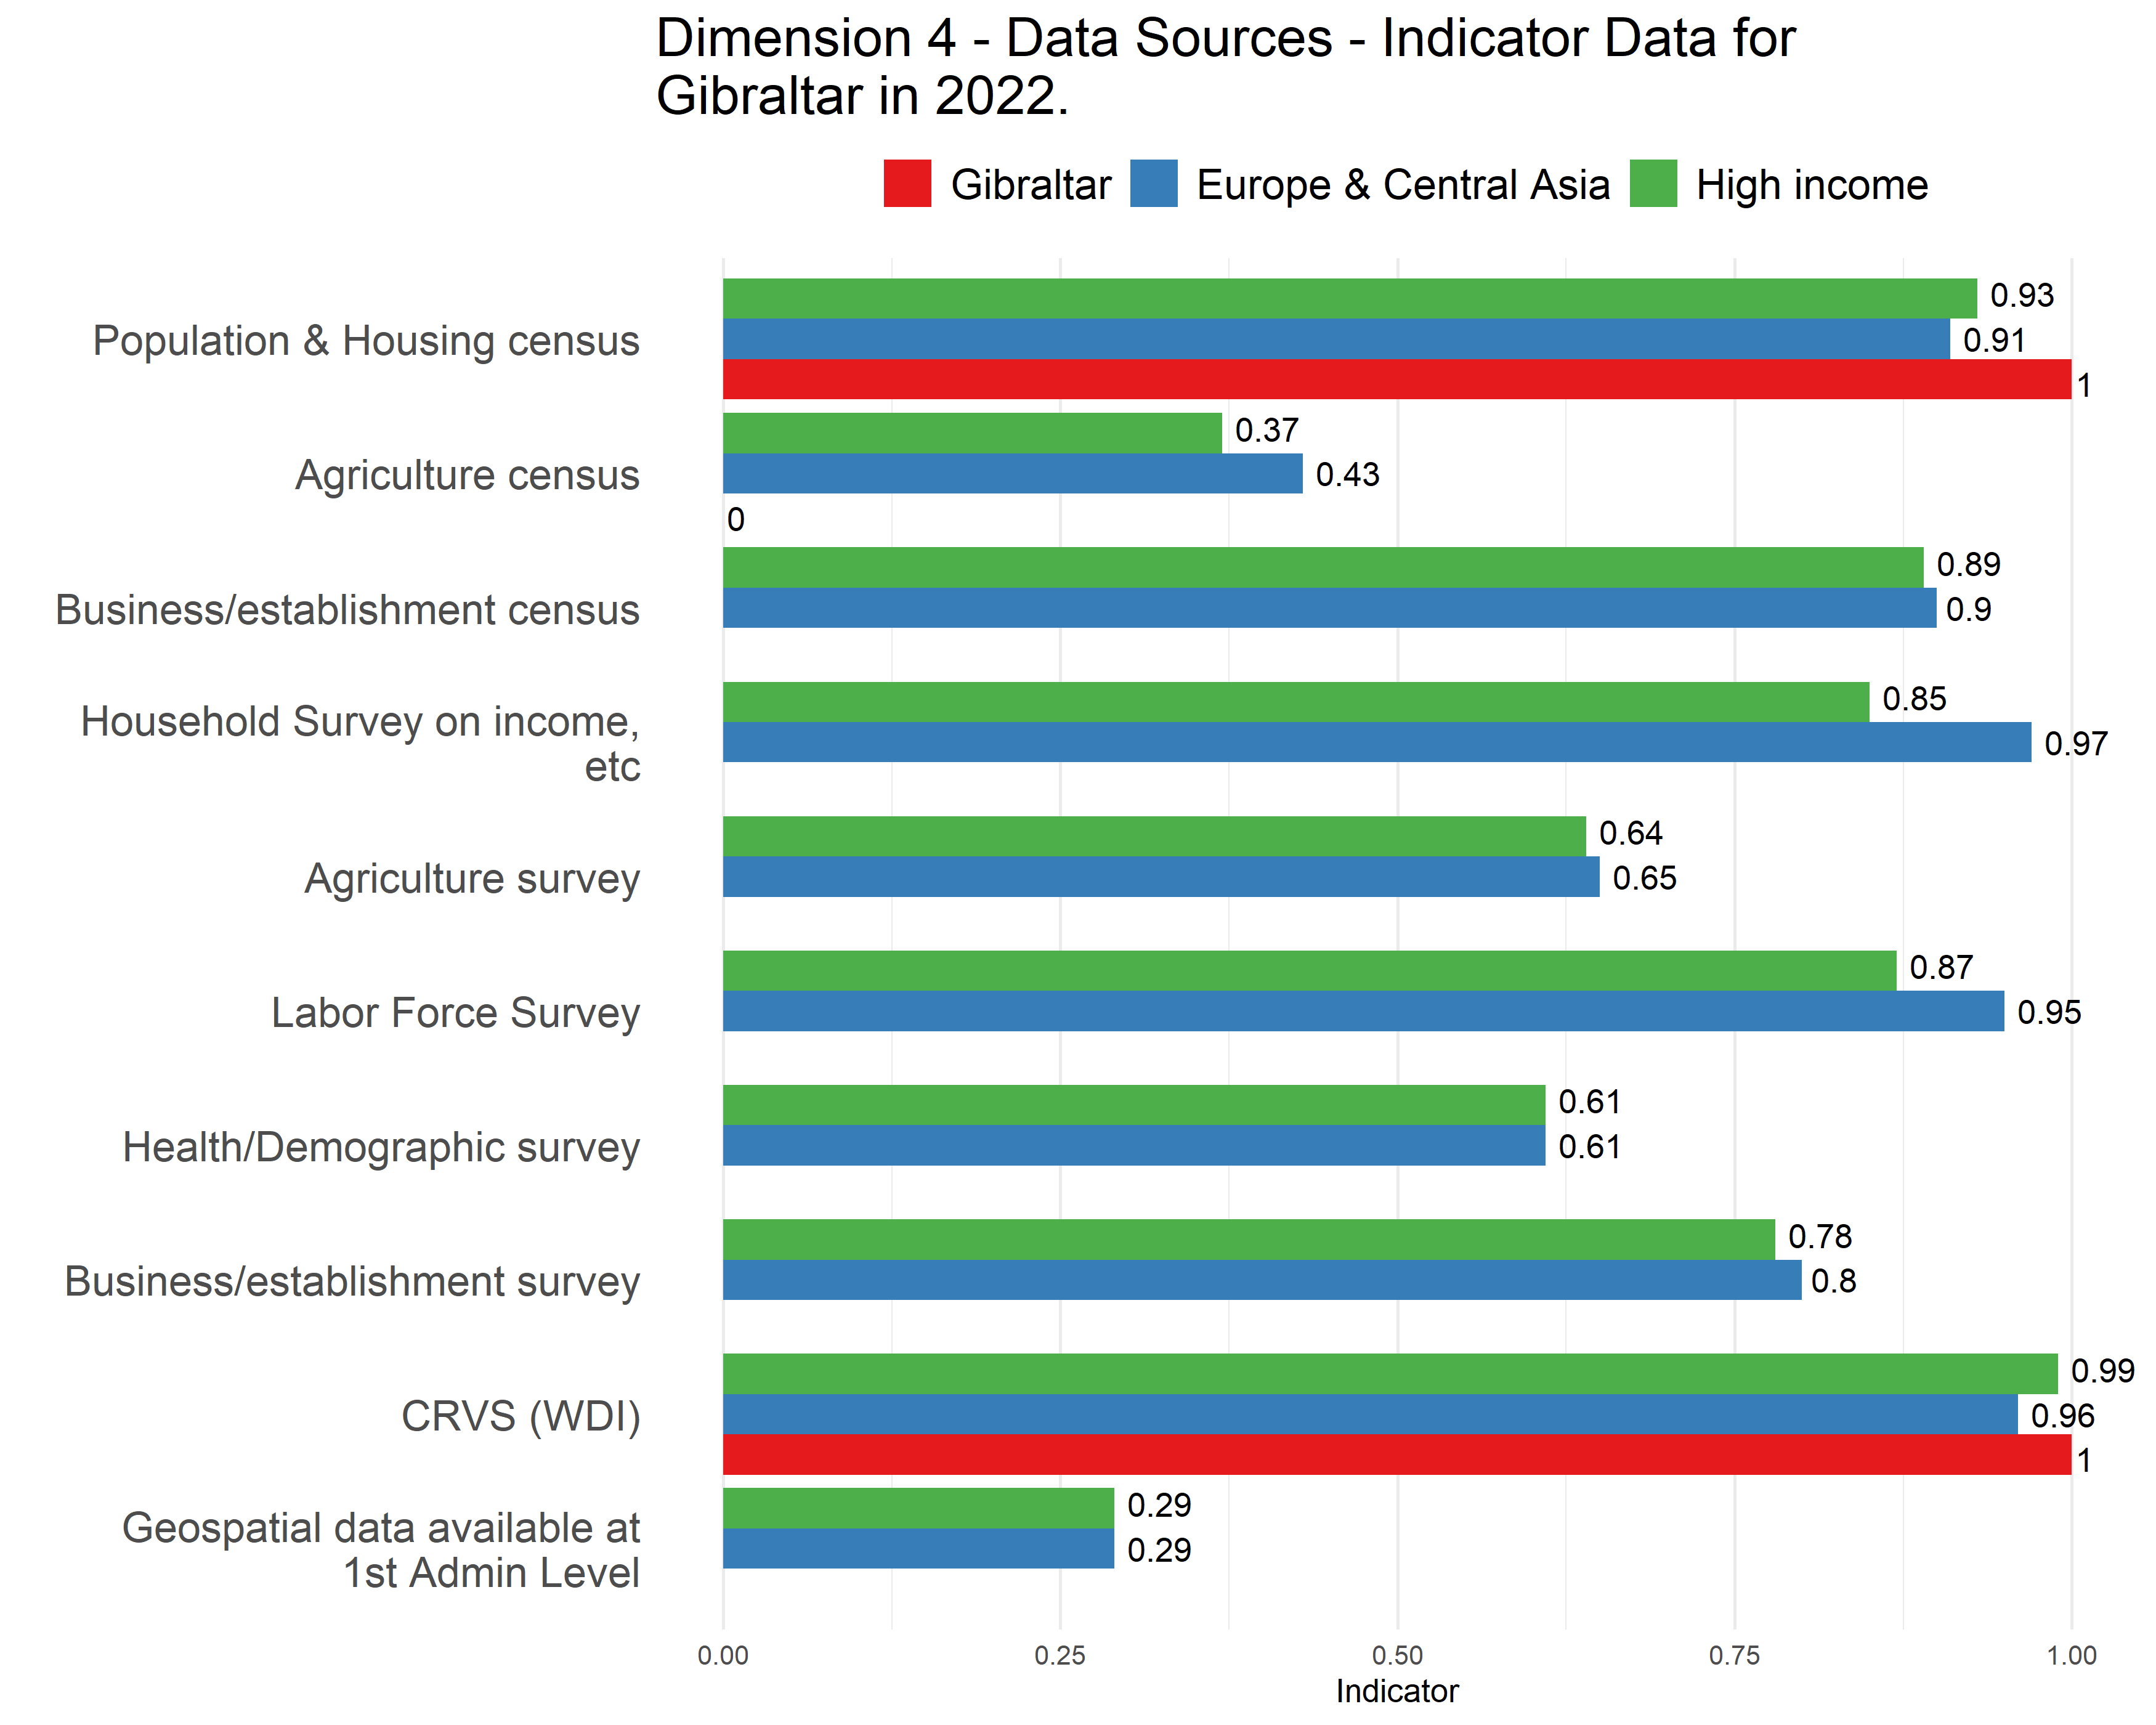 Dimension 4 - Data Sources - Indicator Data for
Gibraltar in 2022.
Gibraltar
Europe & Central Asia
High income
Population & Housing census
0.93
0.91
1
Agriculture census
0.37
0.43
0
Business/establishment census
0.89
0.9
Household Survey on income,
etc
0.85
0.97
Agriculture survey
0.64
0.65
Labor Force Survey
0.87
0.95
Health/Demographic survey
0.61
0.61
Business/establishment survey
0.78
0.8
CRVS (WDI)
0.99
0.96
1
Geospatial data available at
1st Admin Level
0.29
0.29
0.00
0.25
0.50
0.75
1.00
Indicator